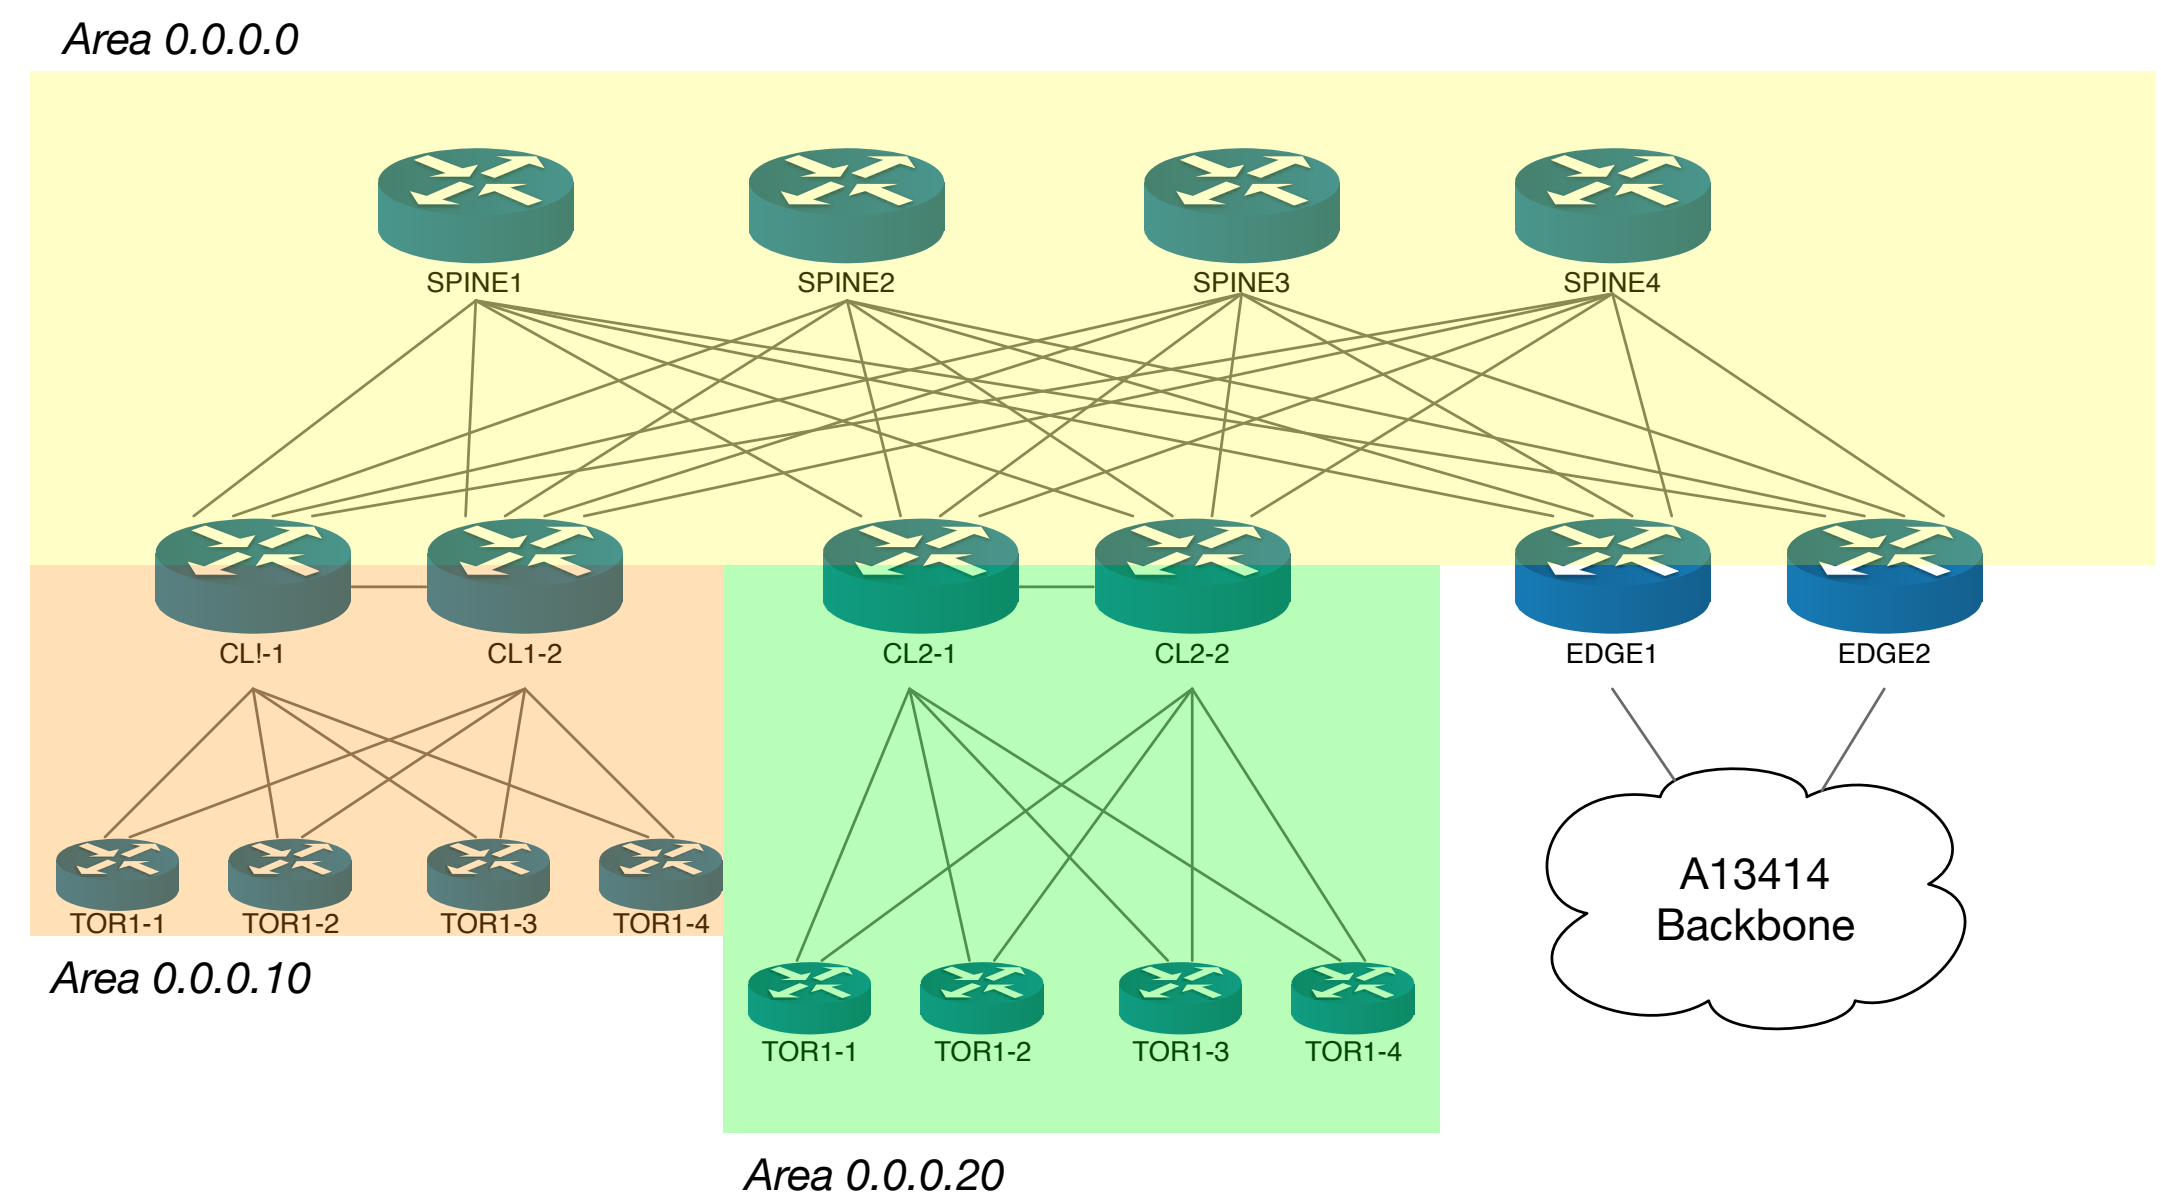 Area 0.0.0.0
SPINE1
SPINE2
SPINE3
SPINE4
CL!-1
CL1-2
CL2-1
CL2-2
EDGE1
EDGE2
TOR1-1
TOR1-2
TOR1-3
TOR1-4
A13414
Backbone
Area 0.0.0.10
TOR1-1
TOR1-2
TOR1-3
TOR1-4
Area 0.0.0.20